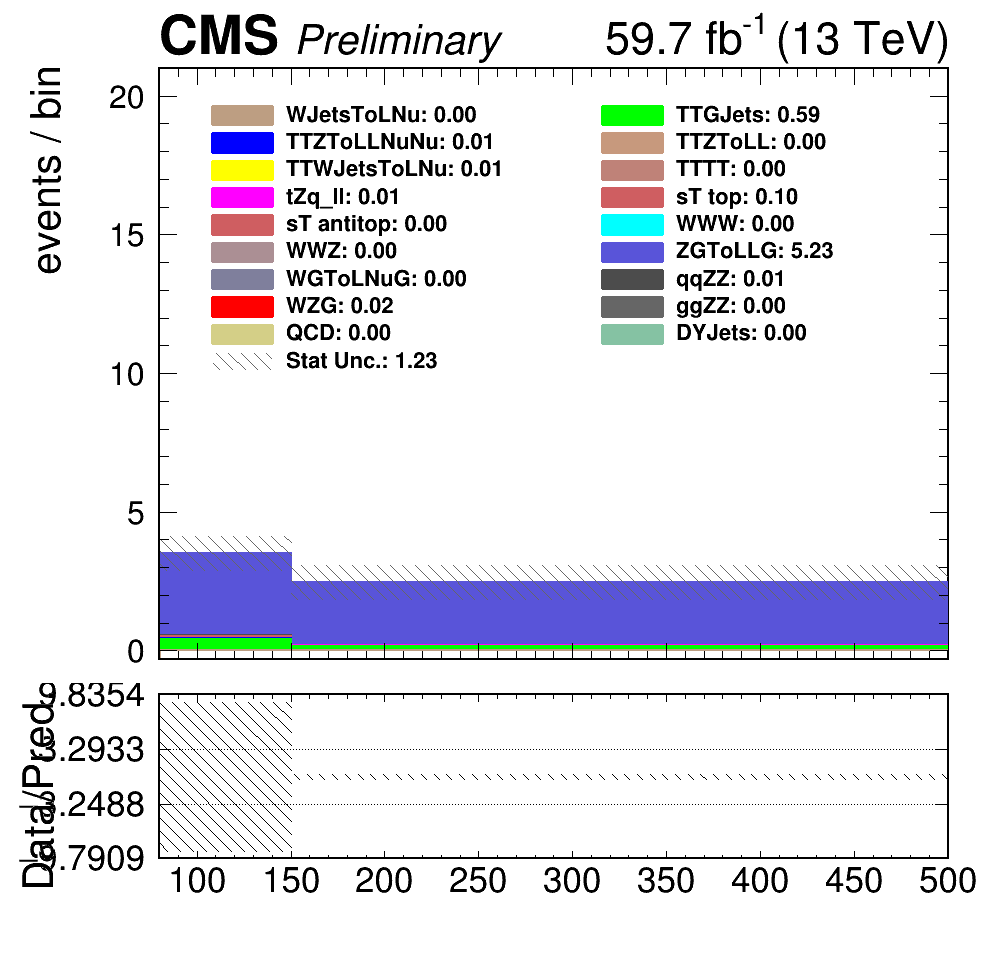 CMS Preliminary 59.7 fb-1 (13 TeV)
events / bin
20
15
10
5
0
WJetsToLNu: 0.00
TTZToLLNuNu: 0.01
TTWJetsToLNu: 0.01
tZq_ll: 0.01
sT antitop: 0.00
WWZ: 0.00
WGToLNuG: 0.00
WZG: 0.02
QCD: 0.00
Stat Unc.: 1.23
TTGJets: 0.59
TTZToLL: 0.00
TTTT: 0.00
sT top: 0.10
WWW: 0.00
ZGToLLG: 5.23
qqZZ: 0.01
ggZZ: 0.00
DYJets: 0.00
Data/Pred.
100 150 200 250 300 350 400 450 500